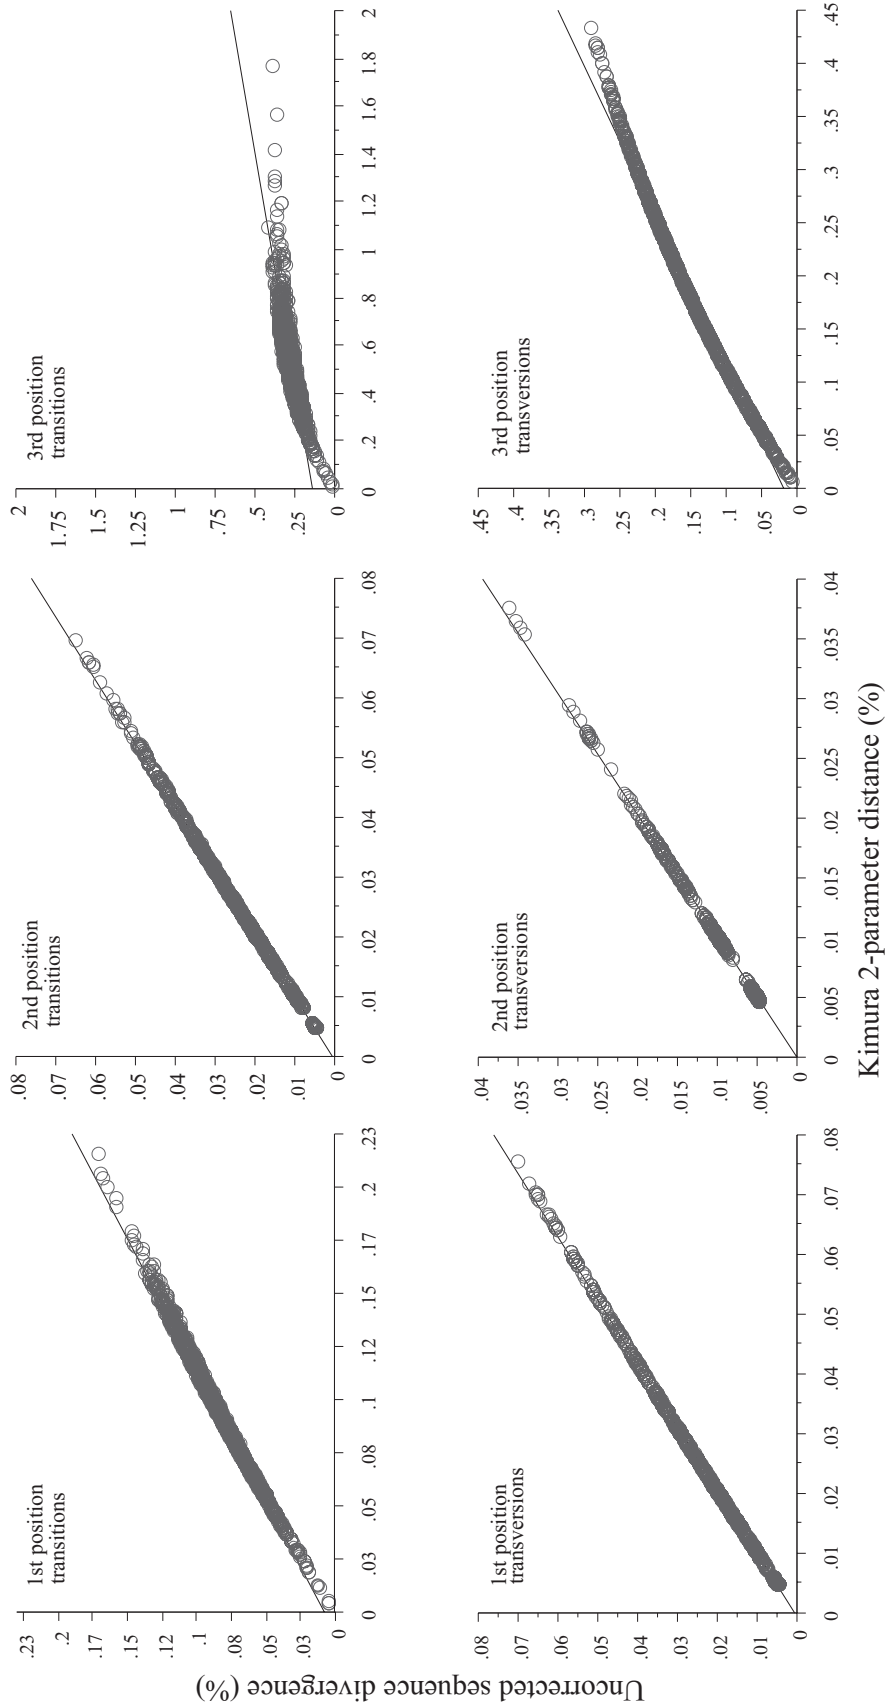 Uncorrected sequence divergence (%)
1st position
transitions
.23
.2
.17
.15
.12
.1
.08
.05
.03
0
0 .03 .05 .08 .1 .12 .15 .17 .2 .23
2nd position
transitions
.08
.07
.06
.05
.04
.03
.02
.01
0
0 .01 .02 .03 .04 .05 .06 .07 .08
3rd position
transitions
2
1.75
1.5
1.25
1
.75
.5
.25
0
0 .2 .4 .6 .8 1 1.2 1.4 1.6 1.8 2
1st position
transversions
.08
.07
.06
.05
.04
.03
.02
.01
0
0 .01 .02 .03 .04 .05 .06 .07 .08
2nd position
transversions
.04
.035
.03
.025
.02
.015
.01
.005
0
0 .005 .01 .015 .02 .025 .03 .035 .04
3rd position
transversions
.45
.4
.35
.3
.25
.2
.15
.1
.05
0
0 .05 .1 .15 .2 .25 .3 .35 .4 .45
Kimura 2-parameter distance (%)